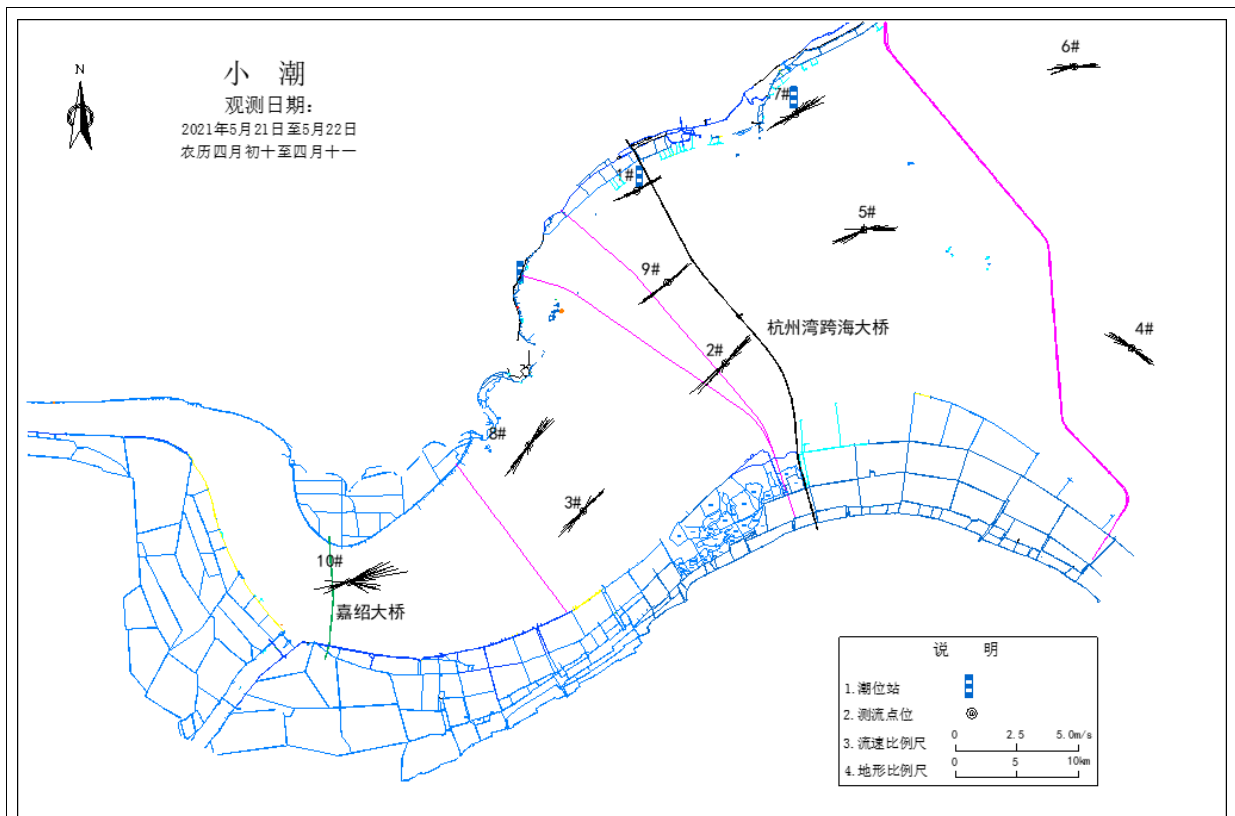 N
小 潮
观测日期：
2021年5月21日至5月22日
农历四月初十至四月十一
6#
7#
1#
5#
9#
4#
杭州湾跨海大桥
2#
8#
3#
10#
嘉绍大桥
说 明
1.潮位站
2.测流点位
3.流速比例尺
0 2.5 5.0m/s
4.地形比例尺
0 5 10km